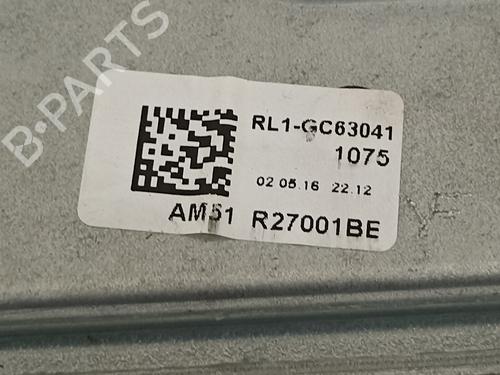 B-PARTS
RL1-GC63041
1075
02.05.16 22.12
AM51 R27001BE